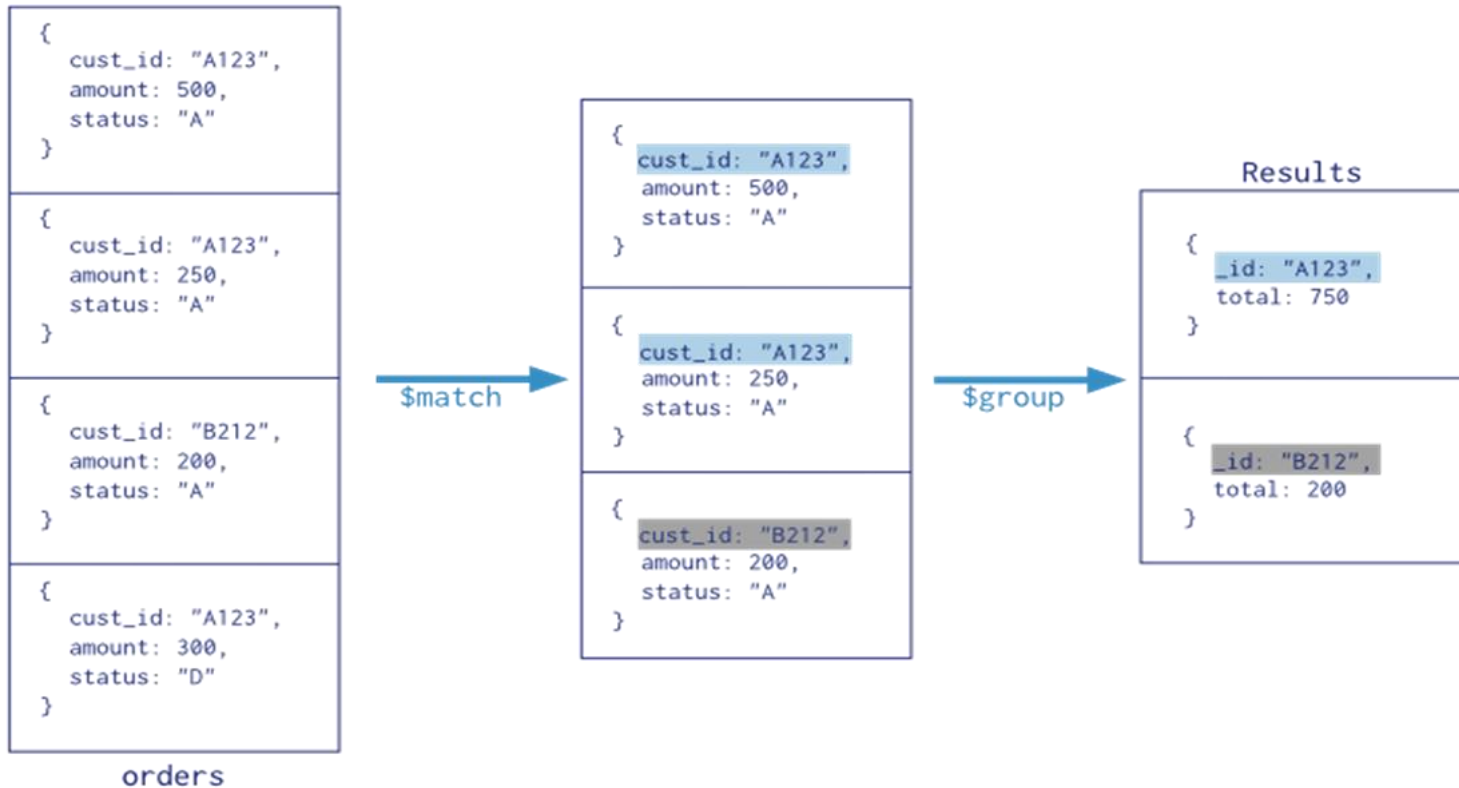 {
cust_id: "A123",
amount: 500,
status: "A"
}
{
cust_id: "A123",
amount: 250,
status: "A"
}
{
cust_id: "B212",
amount: 200,
status: "A"
}
{
cust_id: "A123",
amount: 300,
status: "D"
}
orders
$match
{
cust_id: "A123",
amount: 500,
status: "A"
}
{
cust_id: "A123",
amount: 250,
status: "A"
}
{
cust_id: "B212",
amount: 200,
status: "A"
}
$group
Results
{
_id: "A123",
total: 750
}
{
_id: "B212",
total: 200
}